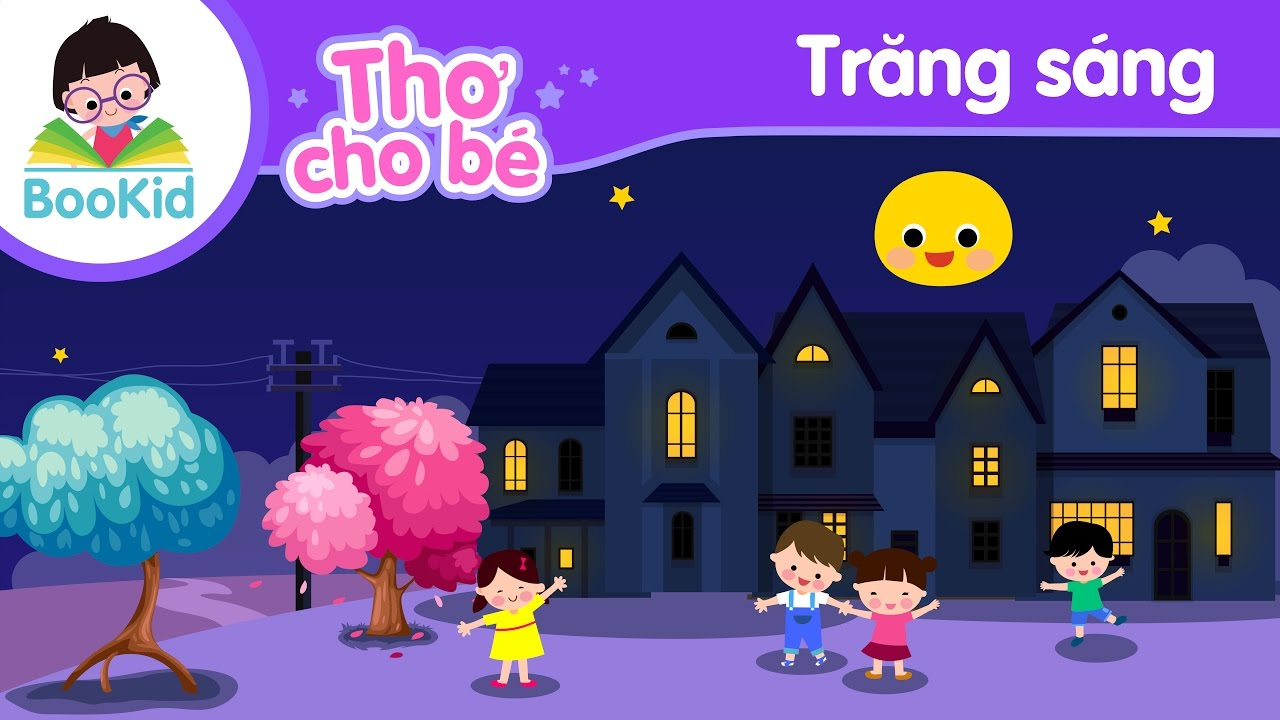 BooKid
Thơ
cho bé
Trăng sáng